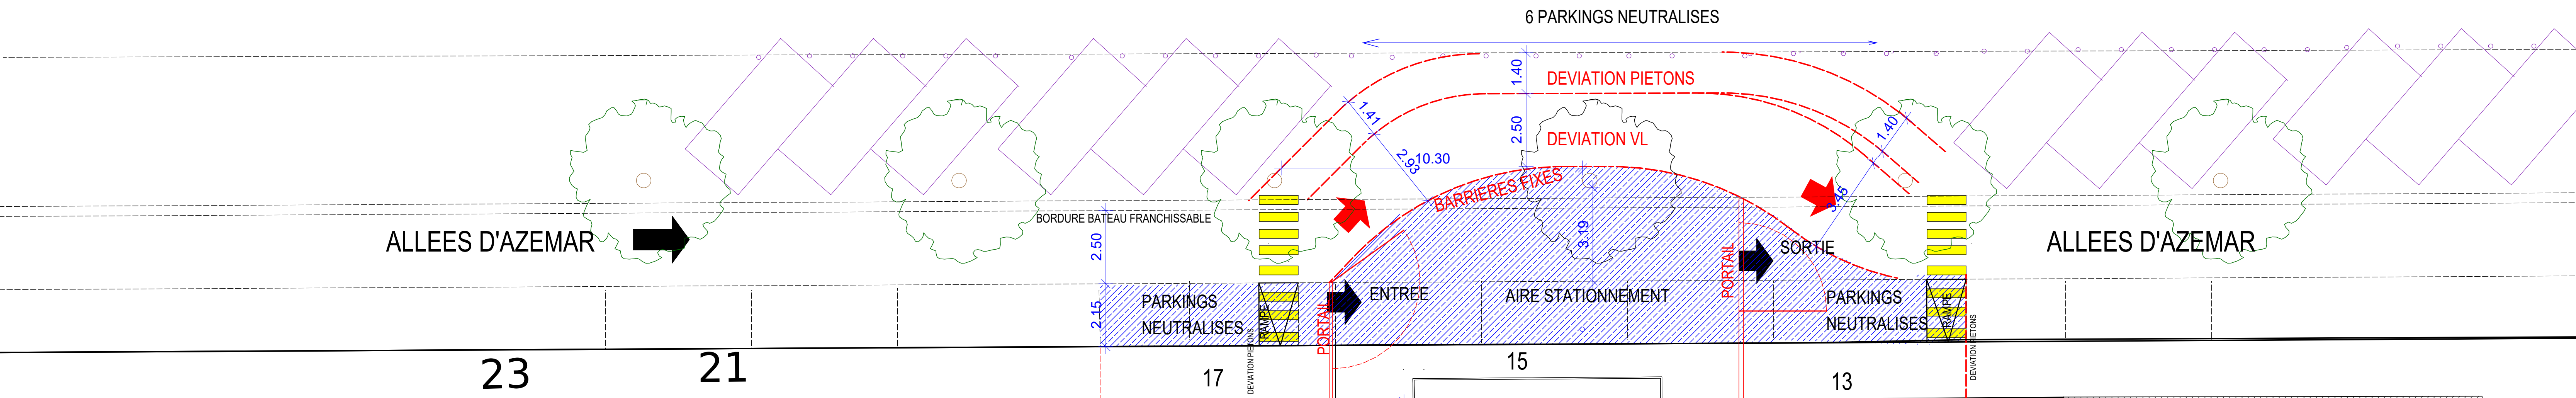 6 PARKINGS NEUTRALISES
1.40
DEVIATION PIETONS
1.41
2.50
DEVIATION VL
1.40
2.93
10.30
BARRIERES FIXES
3.45
BORDURE BATEAU FRANCHISSABLE
ALLEES D'AZEMAR
2.50
3.19
PORTAIL
SORTIE
ALLEES D'AZEMAR
2.15
PARKINGS
NEUTRALISES
RAMPE
PORTAIL
ENTREE
AIRE STATIONNEMENT
PARKINGS
NEUTRALISES
RAMPE
DEVIATION PIETONS
DEVIATION PIETONS
23
21
17
15
13